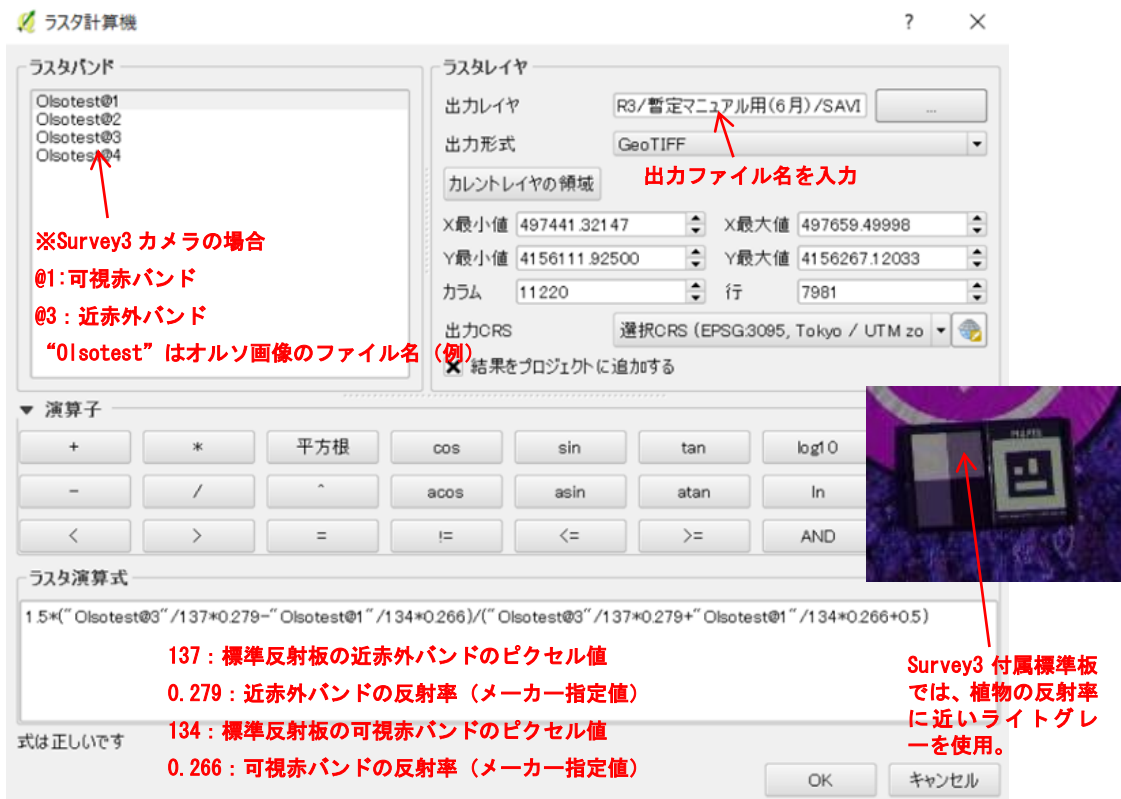 ラスタ計算機
? ×
ラスタバンド
Olsotest@1
Olsotest@2
Olsotest@3
Olsotest@4
※Survey3 カメラの場合
@1:可視赤バンド
@3：近赤外バンド
“Olsotest”はオルソ画像のファイル名（例）
ラスタレイヤ
出力レイヤ R3/暫定マニュアル用(6月)/SAVI ...
出力形式 GeoTIFF
出力ファイル名を入力
カレントレイヤの領域
X最小値 497441.32147 X最大値 497659.49998
Y最小値 4156111.92500 Y最大値 4156267.12033
カラム 11220 行 7981
出力CRS 選択CRS (EPSG:3095, Tokyo / UTM zo
結果をプロジェクトに追加する
演算子
+ * 平方根 cos sin tan log10
- / ^ acos asin atan ln
< > = != <= >= AND
ラスタ演算式
1.5*("Olsotest@3"/137*0.279-"Olsotest@1"/134*0.266)/("Olsotest@3"/137*0.279+"Olsotest@1"/134*0.266+0.5)
137：標準反射板の近赤外バンドのピクセル値
0.279：近赤外バンドの反射率（メーカー指定値）
134：標準反射板の可視赤バンドのピクセル値
0.266：可視赤バンドの反射率（メーカー指定値）
式は正しいです
OK キャンセル
Survey3 付属標準板
では、植物の反射率
に近いライトグレ
ーを使用。